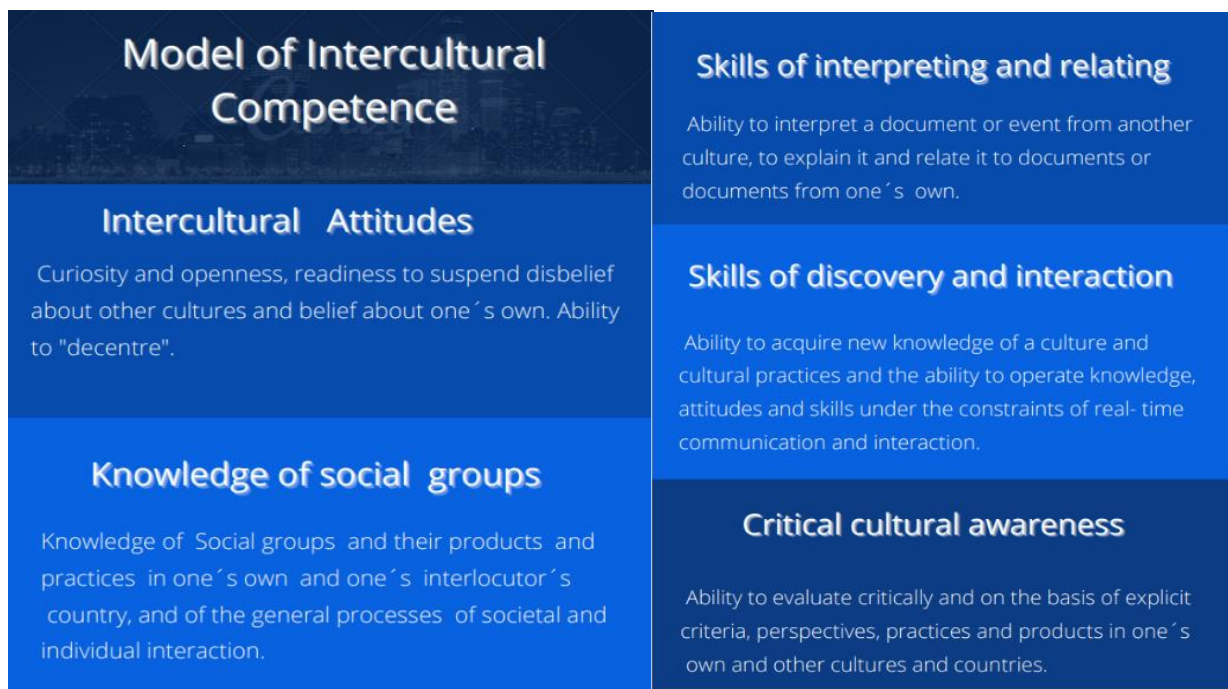 Model of Intercultural
Competence
Intercultural Attitudes
Curiosity and openness, readiness to suspend disbelief
about other cultures and belief about one´s own. Ability
to "decentre".
Knowledge of social groups
Knowledge of Social groups and their products and
practices in one´s own and one´s interlocutor´s
country, and of the general processes of societal and
individual interaction.
Skills of interpreting and relating
Ability to interpret a document or event from another
culture, to explain it and relate it to documents or
documents from one´s own.
Skills of discovery and interaction
Ability to acquire new knowledge of a culture and
cultural practices and the ability to operate knowledge,
attitudes and skills under the constraints of real- time
communication and interaction.
Critical cultural awareness
Ability to evaluate critically and on the basis of explicit
criteria, perspectives, practices and products in one´s
own and other cultures and countries.